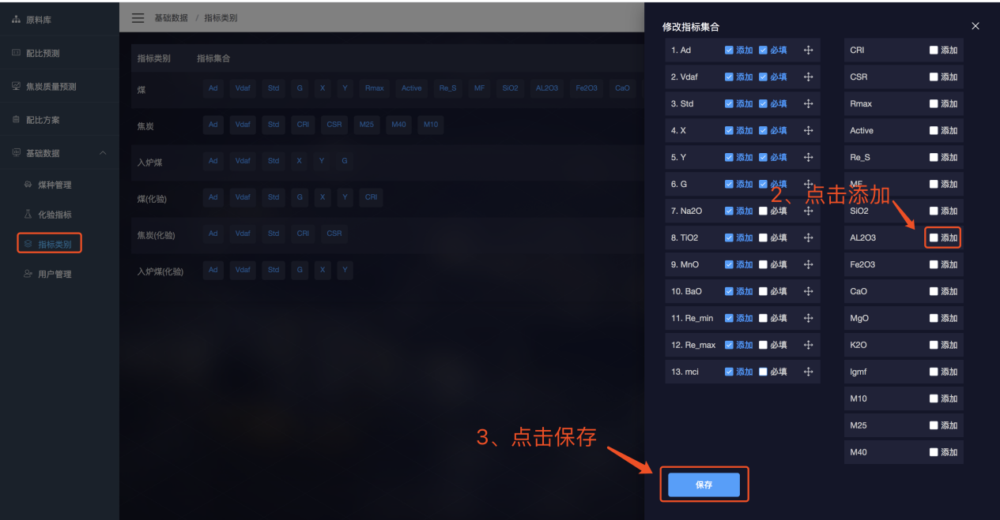 原料库
配比预测
焦炭质量预测
配比方案
基础数据
煤种管理
化验指标
指标类别
用户管理
基础数据 / 指标类别
指标类别 指标集合
煤 Ad Vdaf Std G X Y Rmax Active Re_S MF SiO2 AL2O3 Fe2O3 CaO
焦炭 Ad Vdaf Std CRI CSR M25 M40 M10
入炉煤 Ad Vdaf Std X Y G
煤(化验) Ad Vdaf Std G X Y CRI
焦炭(化验) Ad Vdaf Std CRI CSR
入炉煤(化验) Ad Vdaf Std G X Y
修改指标集合
1. Ad 添加 必填
2. Vdaf 添加 必填
3. Std 添加 必填
4. X 添加 必填
5. Y 添加 必填
6. G 添加 必填
7. Na2O 添加 必填
8. TiO2 添加 必填
9. MnO 添加 必填
10. BaO 添加 必填
11. Re_min 添加 必填
12. Re_max 添加 必填
13. mci 添加 必填
CRI 添加
CSR 添加
Rmax 添加
Active 添加
Re_S 添加
MF 添加
SiO2 添加
AL2O3 添加
Fe2O3 添加
CaO 添加
MgO 添加
K2O 添加
lgmf 添加
M10 添加
M25 添加
M40 添加
2、点击添加
3、点击保存
保存